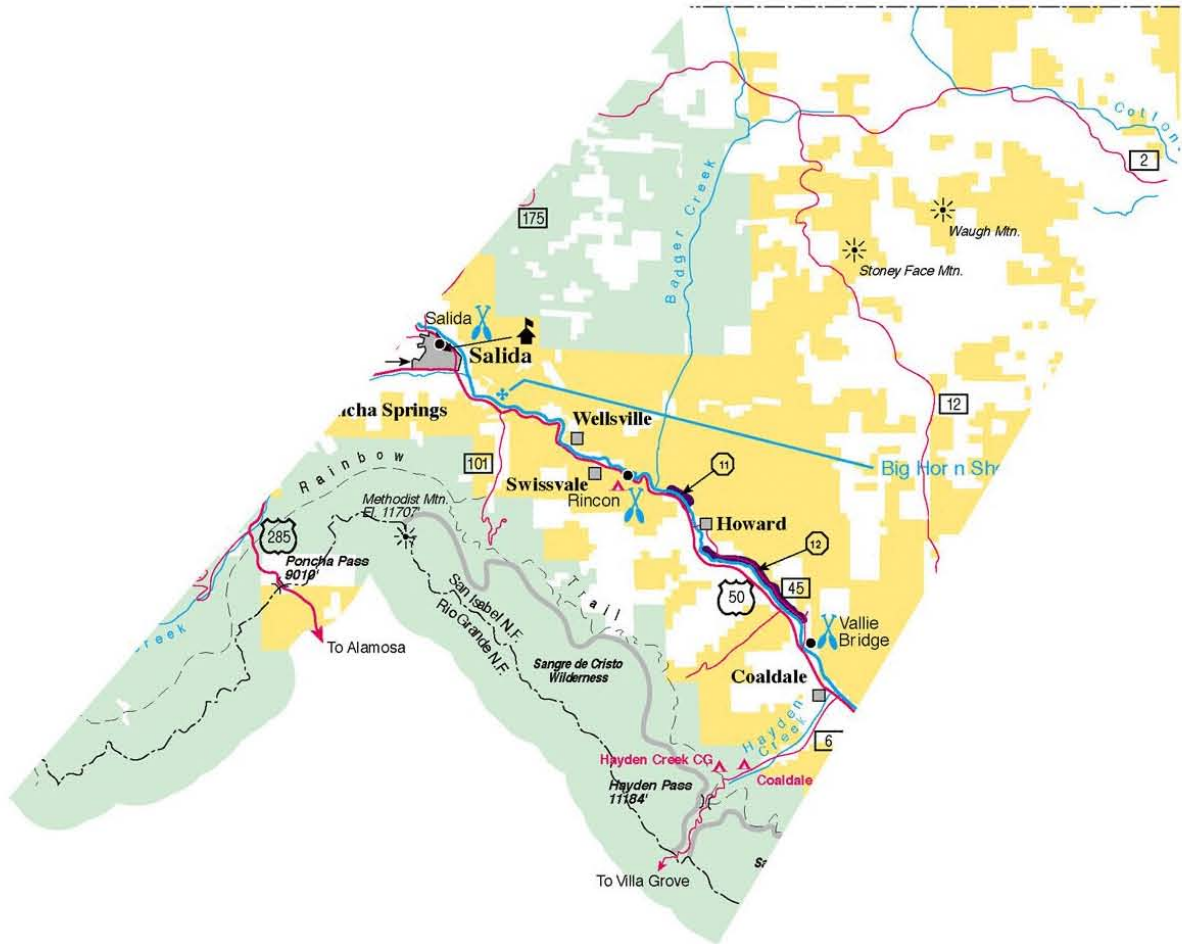 Cotton
2
Badger Creek
175
Waugh Mtn.
Stoney Face Mtn.
Salida
Salida
12
ncha Springs
Wellsville
101
11
Big Hor n She
Swissvale
Rincon
Rainbow
Methodist Mtn.
El. 11707'
Howard
285
12
Poncha Pass
9010'
Trail
50
45
San Isabel N.F.
Rio Grande N.F.
Vallie
Bridge
reek
To Alamosa
Sangre de Cristo
Wilderness
Coaldale
Hayden
Creek
6
Hayden Creek CG
Coaldale
Hayden Pass
11184'
To Villa Grove
Sa